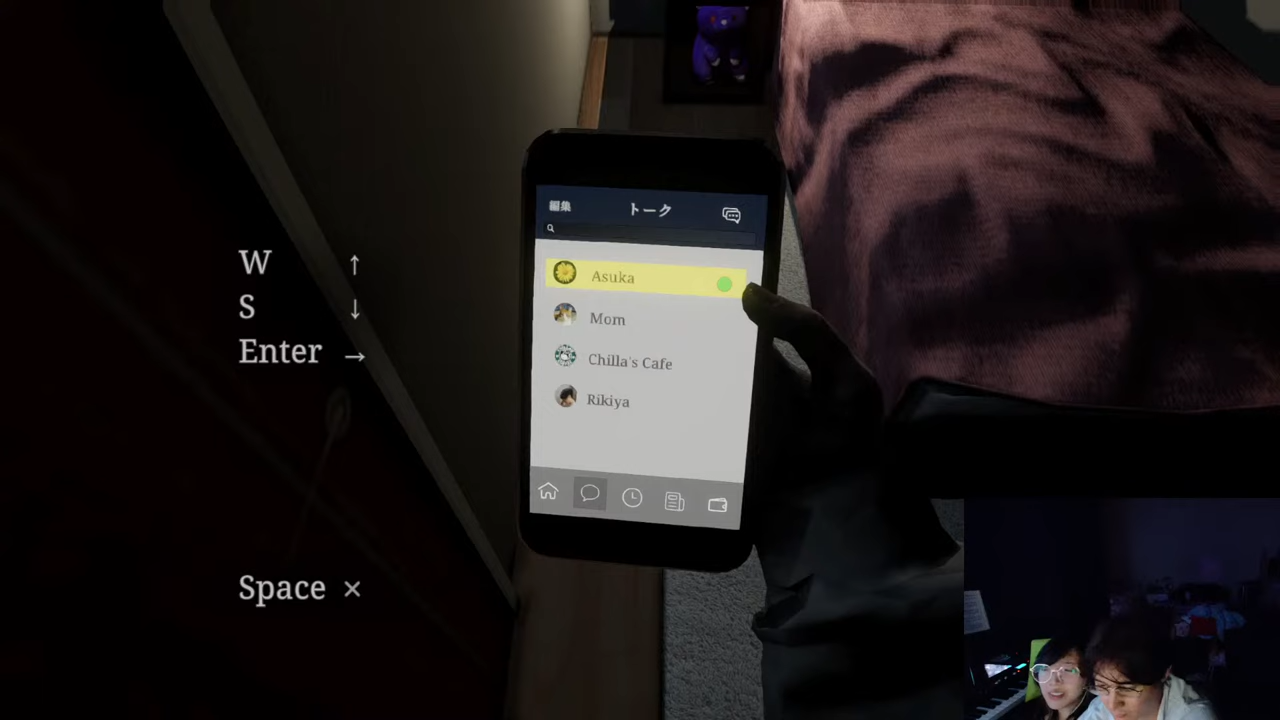 編集 トーク
Asuka
Mom
Chilla's Cafe
Rikiya
W ↑
S ↓
Enter →
Space ×